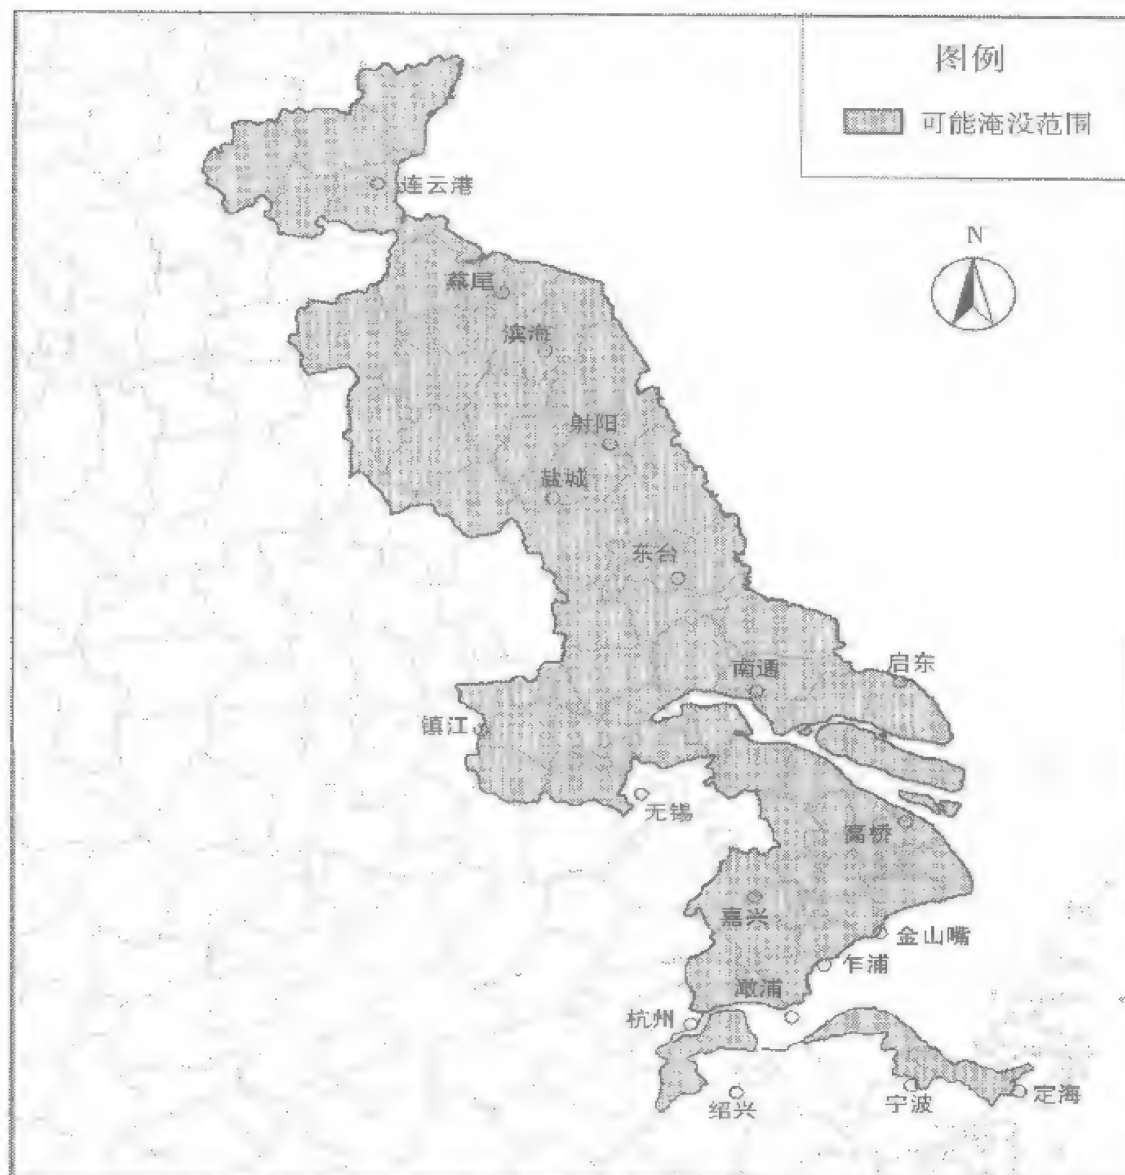 图例
可能淹没范围
连云港
N
燕尾
滨海
射阳
盐城
东台
南通
启东
镇江
无锡
高桥
嘉兴
金山嘴
乍浦
澉浦
杭州
绍兴
宁波
定海